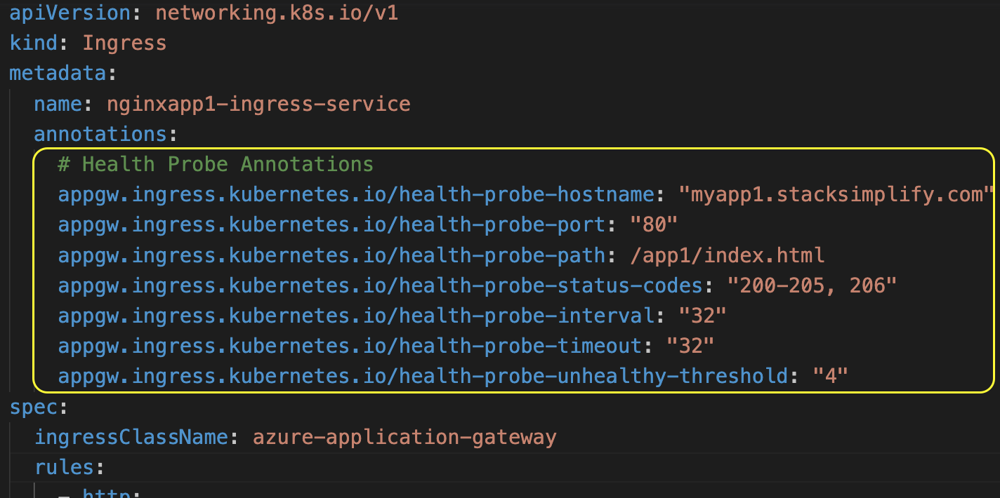 apiVersion: networking.k8s.io/v1
kind: Ingress
metadata:
  name: nginxapp1-ingress-service
  annotations:
    # Health Probe Annotations
    appgw.ingress.kubernetes.io/health-probe-hostname: "myapp1.stacksimplify.com"
    appgw.ingress.kubernetes.io/health-probe-port: "80"
    appgw.ingress.kubernetes.io/health-probe-path: /app1/index.html
    appgw.ingress.kubernetes.io/health-probe-status-codes: "200-205, 206"
    appgw.ingress.kubernetes.io/health-probe-interval: "32"
    appgw.ingress.kubernetes.io/health-probe-timeout: "32"
    appgw.ingress.kubernetes.io/health-probe-unhealthy-threshold: "4"
spec:
  ingressClassName: azure-application-gateway
  rules:
    - http: